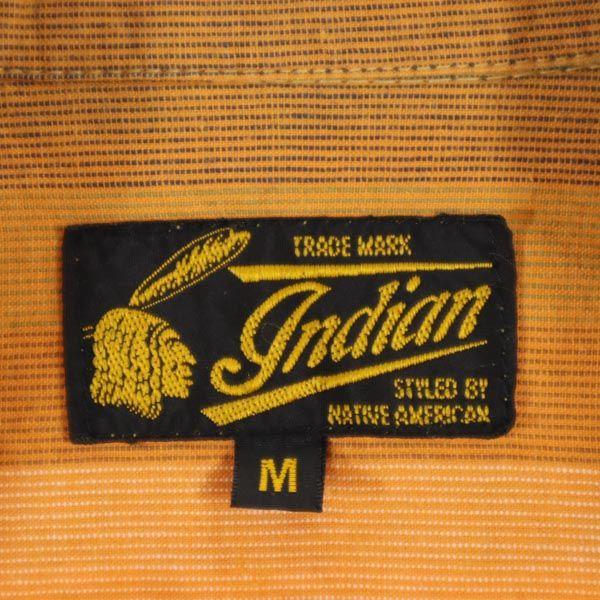 TRADE MARK
Indian
STYLED BY
NATIVE AMERICAN
M